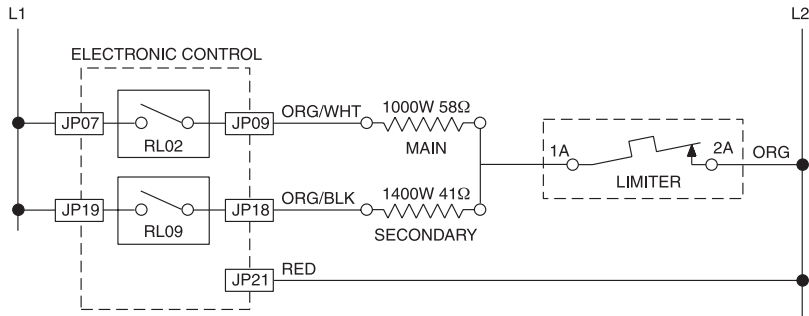 L1
L2
ELECTRONIC CONTROL
JP07
RL02
JP09
ORG/WHT
1000W 58Ω
MAIN
1A
2A
ORG
LIMITER
JP19
RL09
JP18
ORG/BLK
1400W 41Ω
SECONDARY
JP21
RED